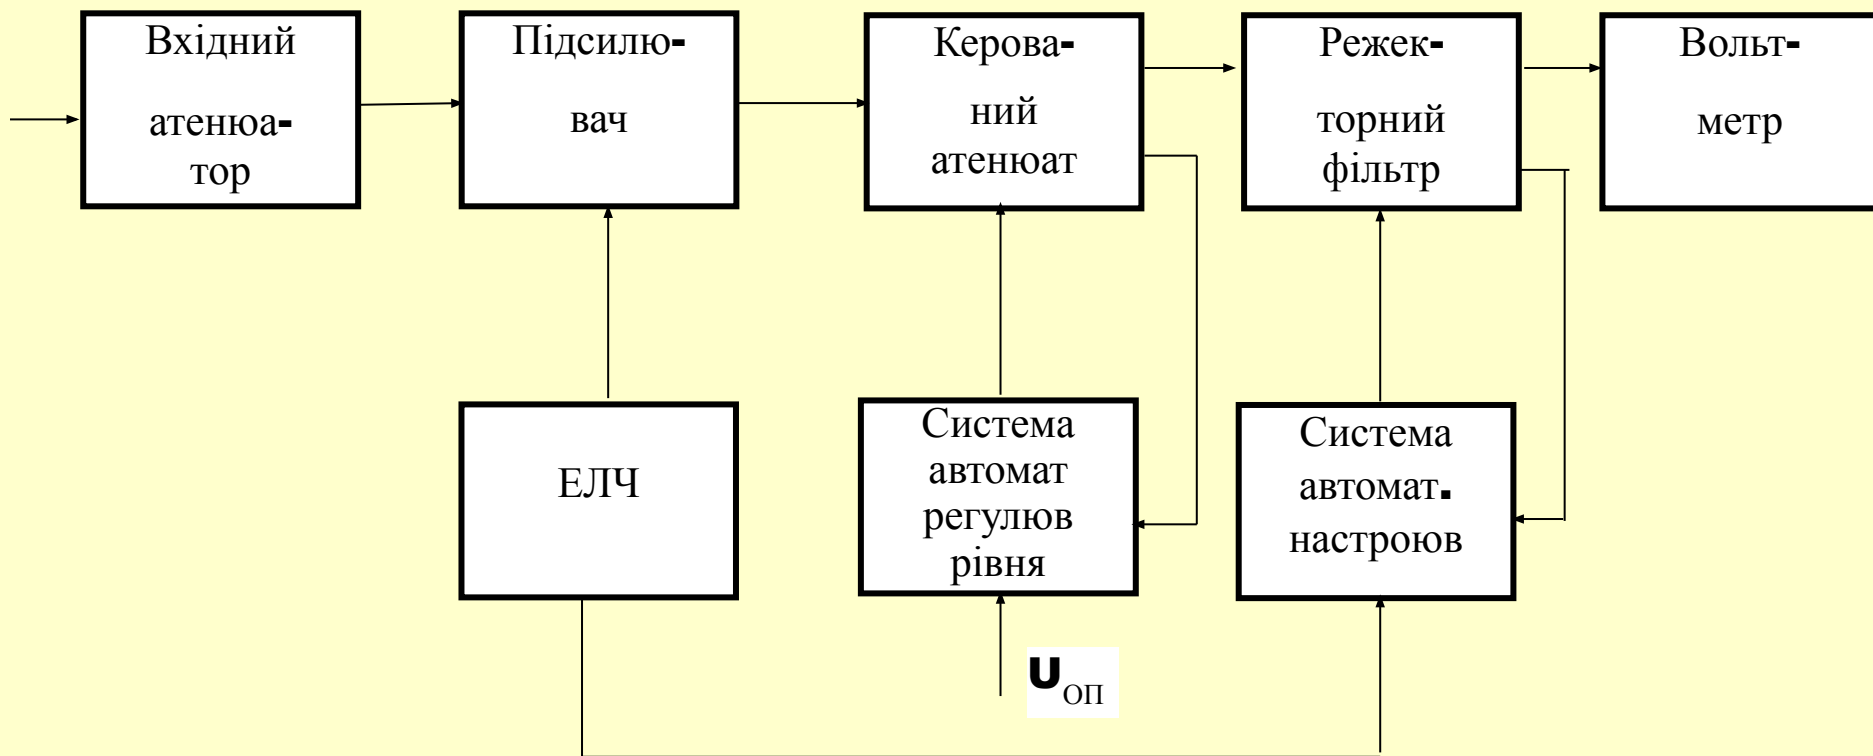 Вхідний
атенюа-
тор
Підсилю-
вач
Керова-
ний
атенюат
Режек-
торний
фільтр
Вольт-
метр
ЕЛЧ
Система
автомат
регулюв
рівня
Система
автомат.
настроюв
UОП